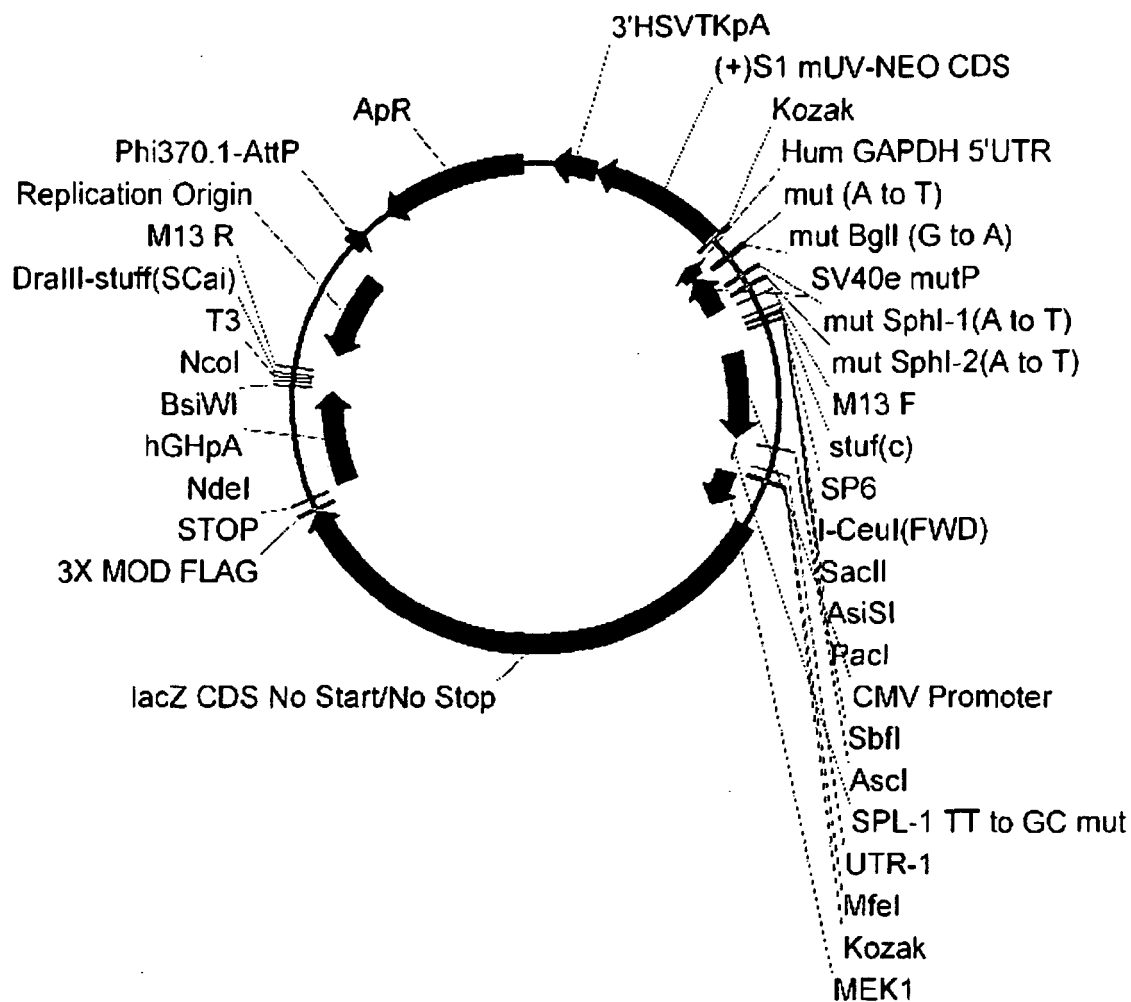 3'HSVTKpA
(+)S1 mUV-NEO CDS
Kozak
Hum GAPDH 5'UTR
mut (A to T)
mut BglI (G to A)
SV40e mutP
mut SphI-1(A to T)
mut SphI-2(A to T)
M13 F
stuf(c)
SP6
I-CeuI(FWD)
SacII
AsiSI
PacI
CMV Promoter
SbfI
AscI
SPL-1 TT to GC mut
UTR-1
MfeI
Kozak
MEK1
ApR
Phi370.1-AttP
Replication Origin
M13 R
DraIII-stuff(SCai)
T3
NcoI
BsiWI
hGHpA
NdeI
STOP
3X MOD FLAG
lacZ CDS No Start/No Stop